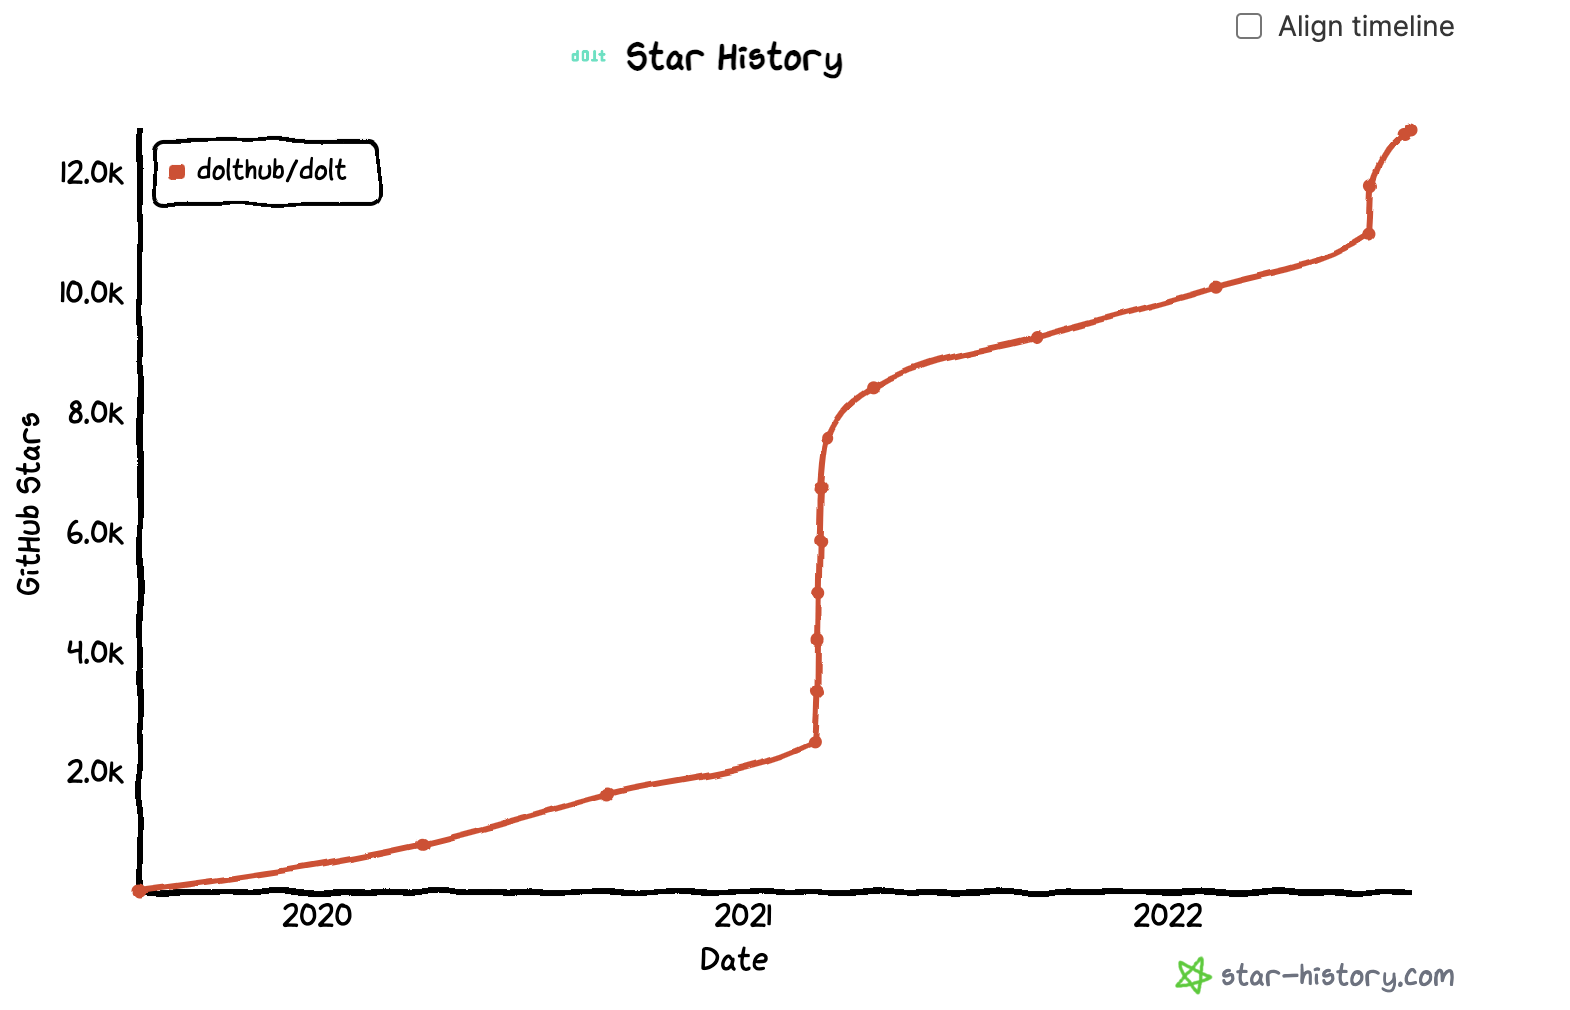 Align timeline
dolt Star History
dolthub/dolt
12.0K
10.0K
8.0K
6.0K
4.0K
2.0K
GitHub Stars
2020
2021
2022
Date
star-history.com